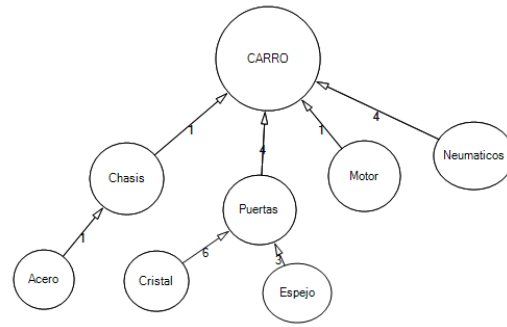 CARRO
1
4
1
4
Chasis
Puertas
Motor
Neumaticos
1
6
3
Acero
Cristal
Espejo